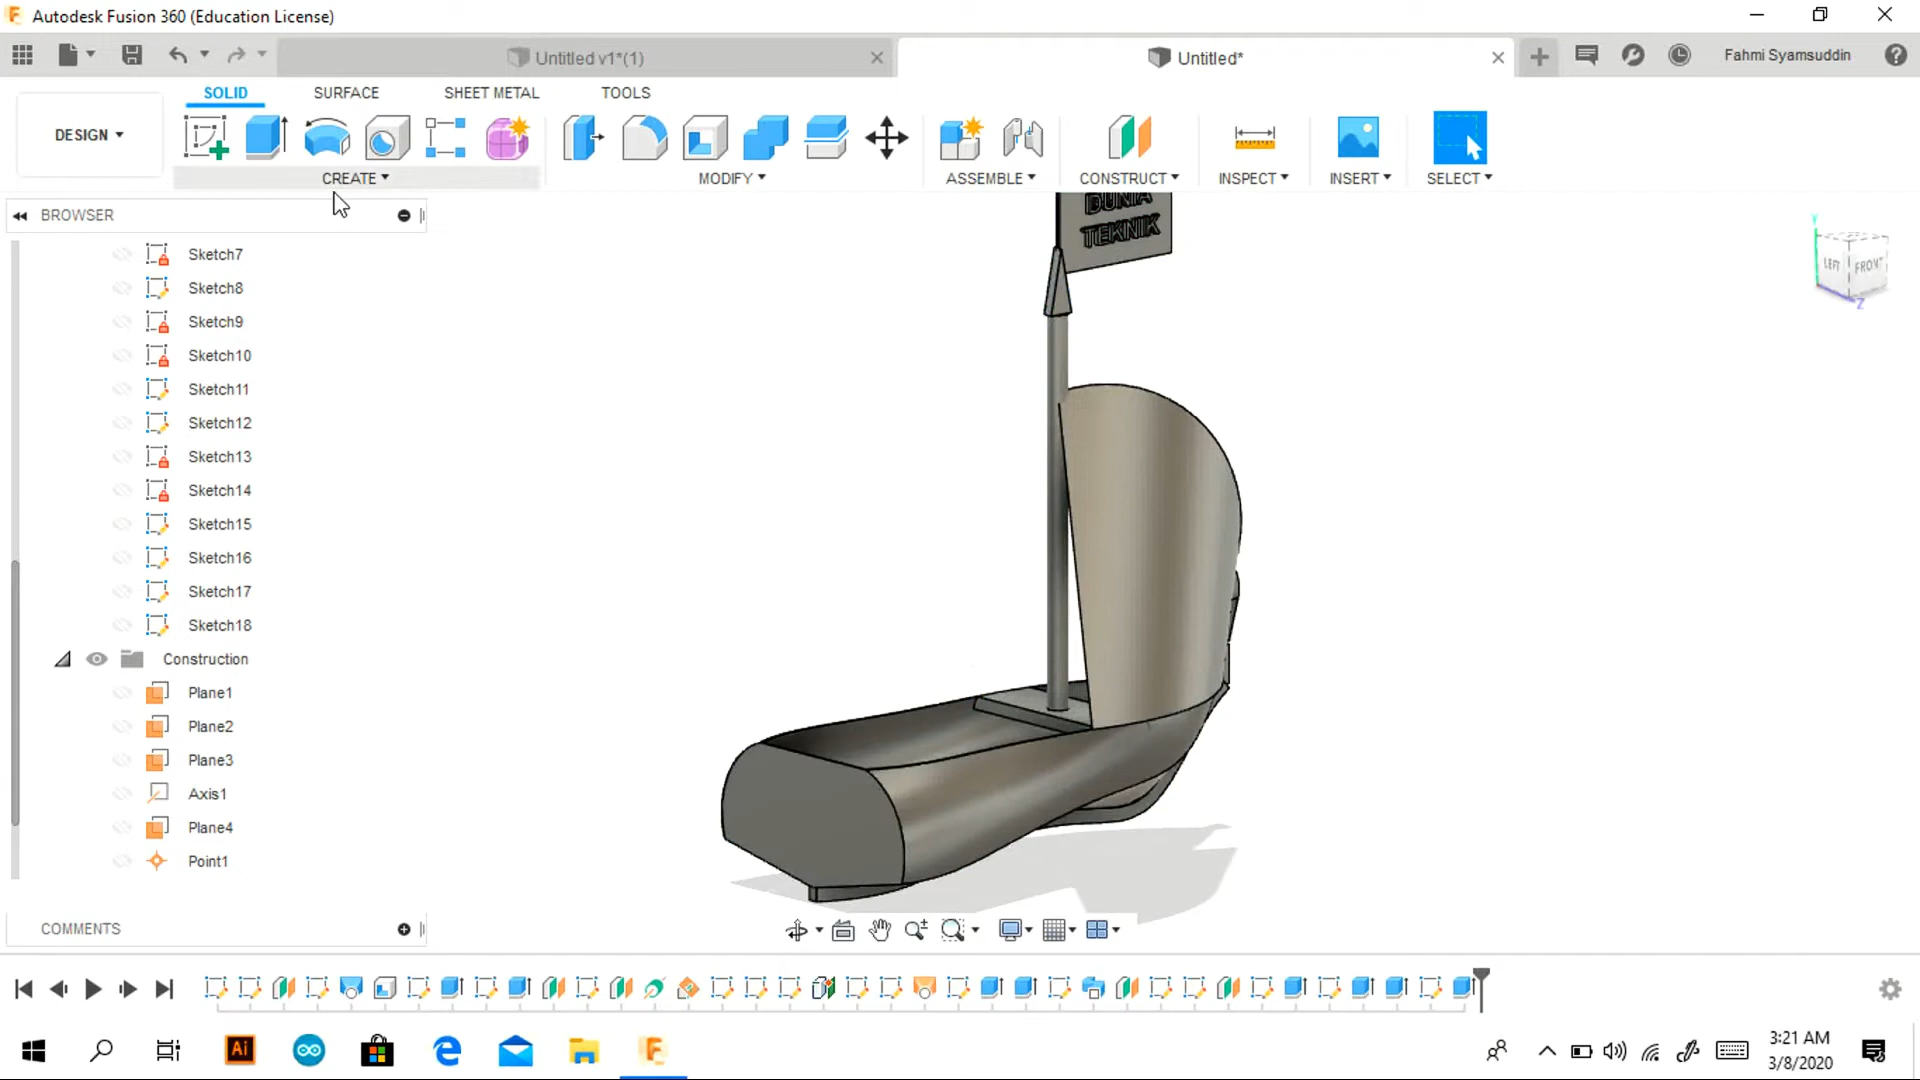 Autodesk Fusion 360 (Education License)
Untitled v1*(1)
Untitled*
Fahmi Syamsuddin
DESIGN
SOLID
SURFACE
SHEET METAL
TOOLS
CREATE
MODIFY
ASSEMBLE
CONSTRUCT
INSPECT
INSERT
SELECT
BROWSER
Sketch7
Sketch8
Sketch9
Sketch10
Sketch11
Sketch12
Sketch13
Sketch14
Sketch15
Sketch16
Sketch17
Sketch18
Construction
Plane1
Plane2
Plane3
Axis1
Plane4
Point1
DUNIA
TEKNIK
Y
LEFT
FRONT
Z
COMMENTS
Ai
3:21 AM
3/8/2020